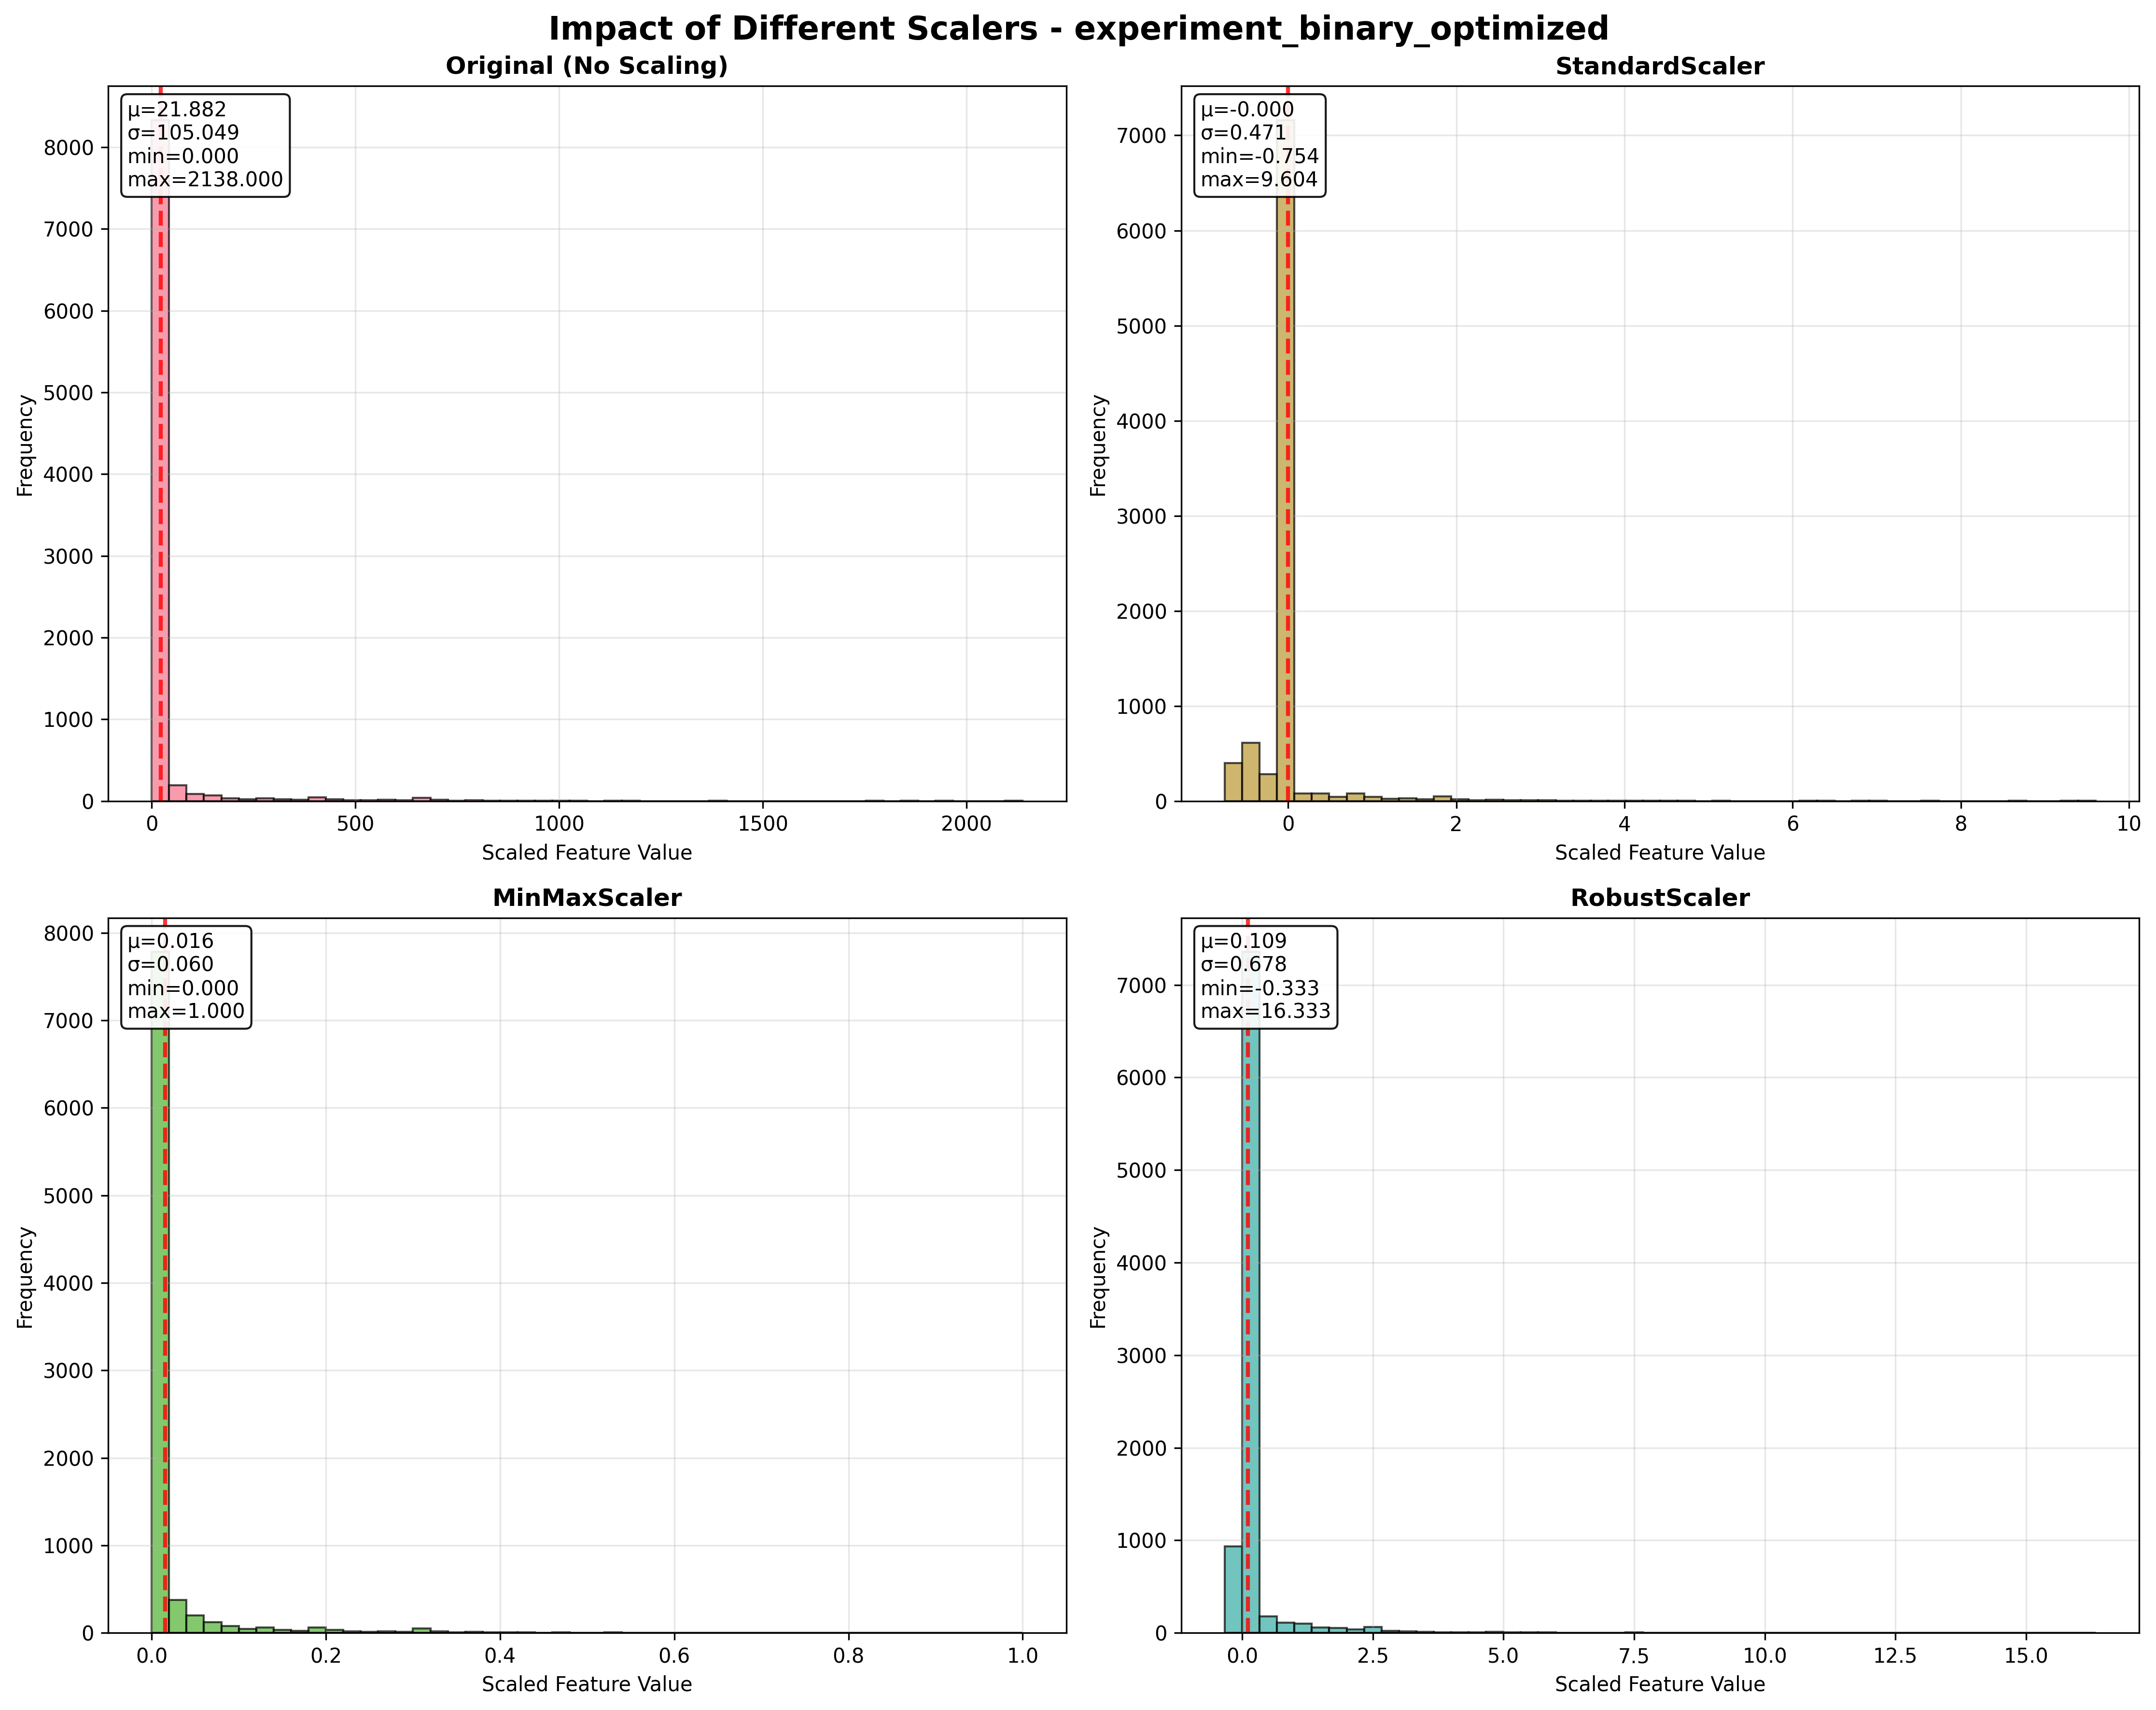 Impact of Different Scalers - experiment_binary_optimized
Original (No Scaling)
μ=21.882
σ=105.049
min=0.000
max=2138.000
8000
7000
6000
5000
4000
3000
2000
1000
0
Frequency
0 500 1000 1500 2000
Scaled Feature Value
StandardScaler
μ=-0.000
σ=0.471
min=-0.754
max=9.604
7000
6000
5000
4000
3000
2000
1000
0
Frequency
0 2 4 6 8 10
Scaled Feature Value
MinMaxScaler
μ=0.016
σ=0.060
min=0.000
max=1.000
8000
7000
6000
5000
4000
3000
2000
1000
0
Frequency
0.0 0.2 0.4 0.6 0.8 1.0
Scaled Feature Value
RobustScaler
μ=0.109
σ=0.678
min=-0.333
max=16.333
7000
6000
5000
4000
3000
2000
1000
0
Frequency
0.0 2.5 5.0 7.5 10.0 12.5 15.0
Scaled Feature Value